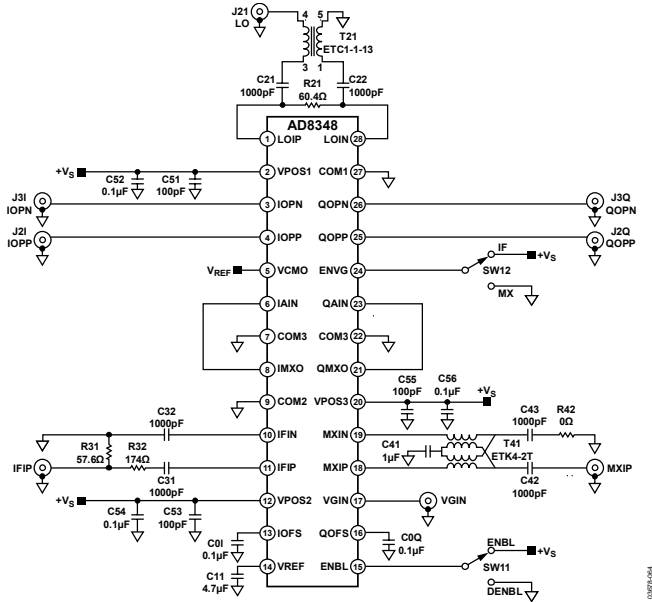 J21
LO
4 5
T21
ETC1-1-13
3 1
C21
1000pF
R21
60.4Ω
C22
1000pF
AD8348
1 LOIP LOIN 28
+VS
C52
0.1µF
C51
100pF
2 VPOS1 COM1 27
J3I
IOPN
3 IOPN QOPN 26
J3Q
QOPN
J2I
IOPP
4 IOPP QOPP 25
J2Q
QOPP
VREF
5 VCMO ENVG 24
IF
+VS
SW12
MX
6 IAIN QAIN 23
7 COM3 COM3 22
8 IMXO QMXO 21
C55
100pF
C56
0.1µF
+VS
9 COM2 VPOS3 20
C32
1000pF
10 IFIN MXIN 19
C43
1000pF
R42
0Ω
R31
57.6Ω
R32
174Ω
C41
1µF
T41
ETK4-2T
IFIP
C31
1000pF
11 IFIP MXIP 18
C42
1000pF
MXIP
+VS
C54
0.1µF
C53
100pF
12 VPOS2 VGIN 17
VGIN
C0I
0.1µF
13 IOFS QOFS 16
C0Q
0.1µF
C11
4.7µF
14 VREF ENBL 15
ENBL
+VS
SW11
DENBL
03678-064